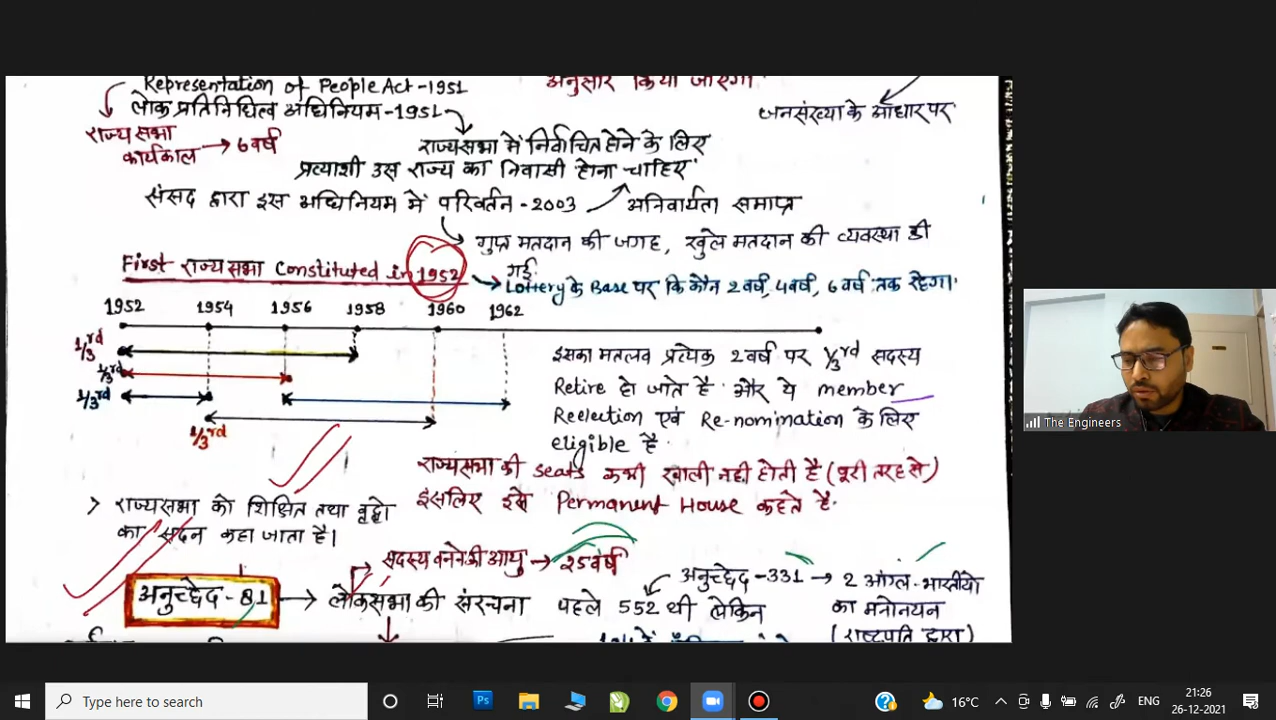 Representation of People Act -1951
लोक प्रतिनिधित्व अधिनियम -1951
राज्य सभा
कार्यकाल → 6 वर्ष
अनुसार किया जाएगा
जनसंख्या के आधार पर
राज्यसभा में निर्वाचित होने के लिए
प्रत्याशी उस राज्य का निवासी होना चाहिए
संसद द्वारा इस अधिनियम में परिवर्तन -2003
अनिवार्यता समाप्त
गुप्त मतदान की जगह, खुले मतदान की व्यवस्था की
गई
First राज्यसभा Constituted in 1952
Lottery के Base पर कि कौन 2 वर्ष, 4 वर्ष, 6 वर्ष तक रहेगा।
1952 1954 1956 1958 1960 1962
1/3rd
1/3rd
1/3rd
1/3rd
इसका मतलब प्रत्येक 2 वर्ष पर 1/3rd सदस्य
Retire हो जाते है और ये member
Reelection एवं Re-nomination के लिए
eligible है
राज्यसभा की seats कभी खाली नही होती है (पूरी तरह से)
इसलिए इसे Permanent House कहते है.
> राज्यसभा को शिक्षित तथा वृद्धो
का सदन कहा जाता है।
सदस्य बनने की आयु → 25 वर्ष
अनुच्छेद - 81 → लोकसभा की संरचना पहले 552 थी लेकिन
अनुच्छेद -331 → 2 आंग्ल-भारतीयो
का मनोनयन
(राष्ट्रपति द्वारा)
The Engineers
Type here to search
Ps
16°C
ENG
21:26
26-12-2021
2